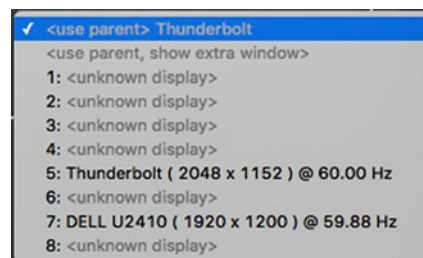 ✓ <use parent> Thunderbolt
<use parent, show extra window>
1: <unknown display>
2: <unknown display>
3: <unknown display>
4: <unknown display>
5: Thunderbolt ( 2048 x 1152 ) @ 60.00 Hz
6: <unknown display>
7: DELL U2410 ( 1920 x 1200 ) @ 59.88 Hz
8: <unknown display>